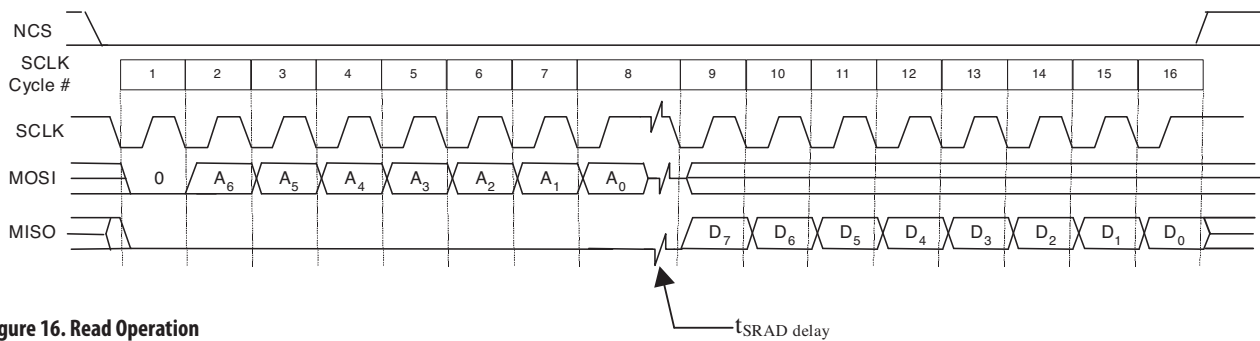 NCS
SCLK
Cycle #
1 2 3 4 5 6 7 8 9 10 11 12 13 14 15 16
SCLK
MOSI 0 A6 A5 A4 A3 A2 A1 A0
MISO D7 D6 D5 D4 D3 D2 D1 D0
tSRAD delay
gure 16. Read Operation